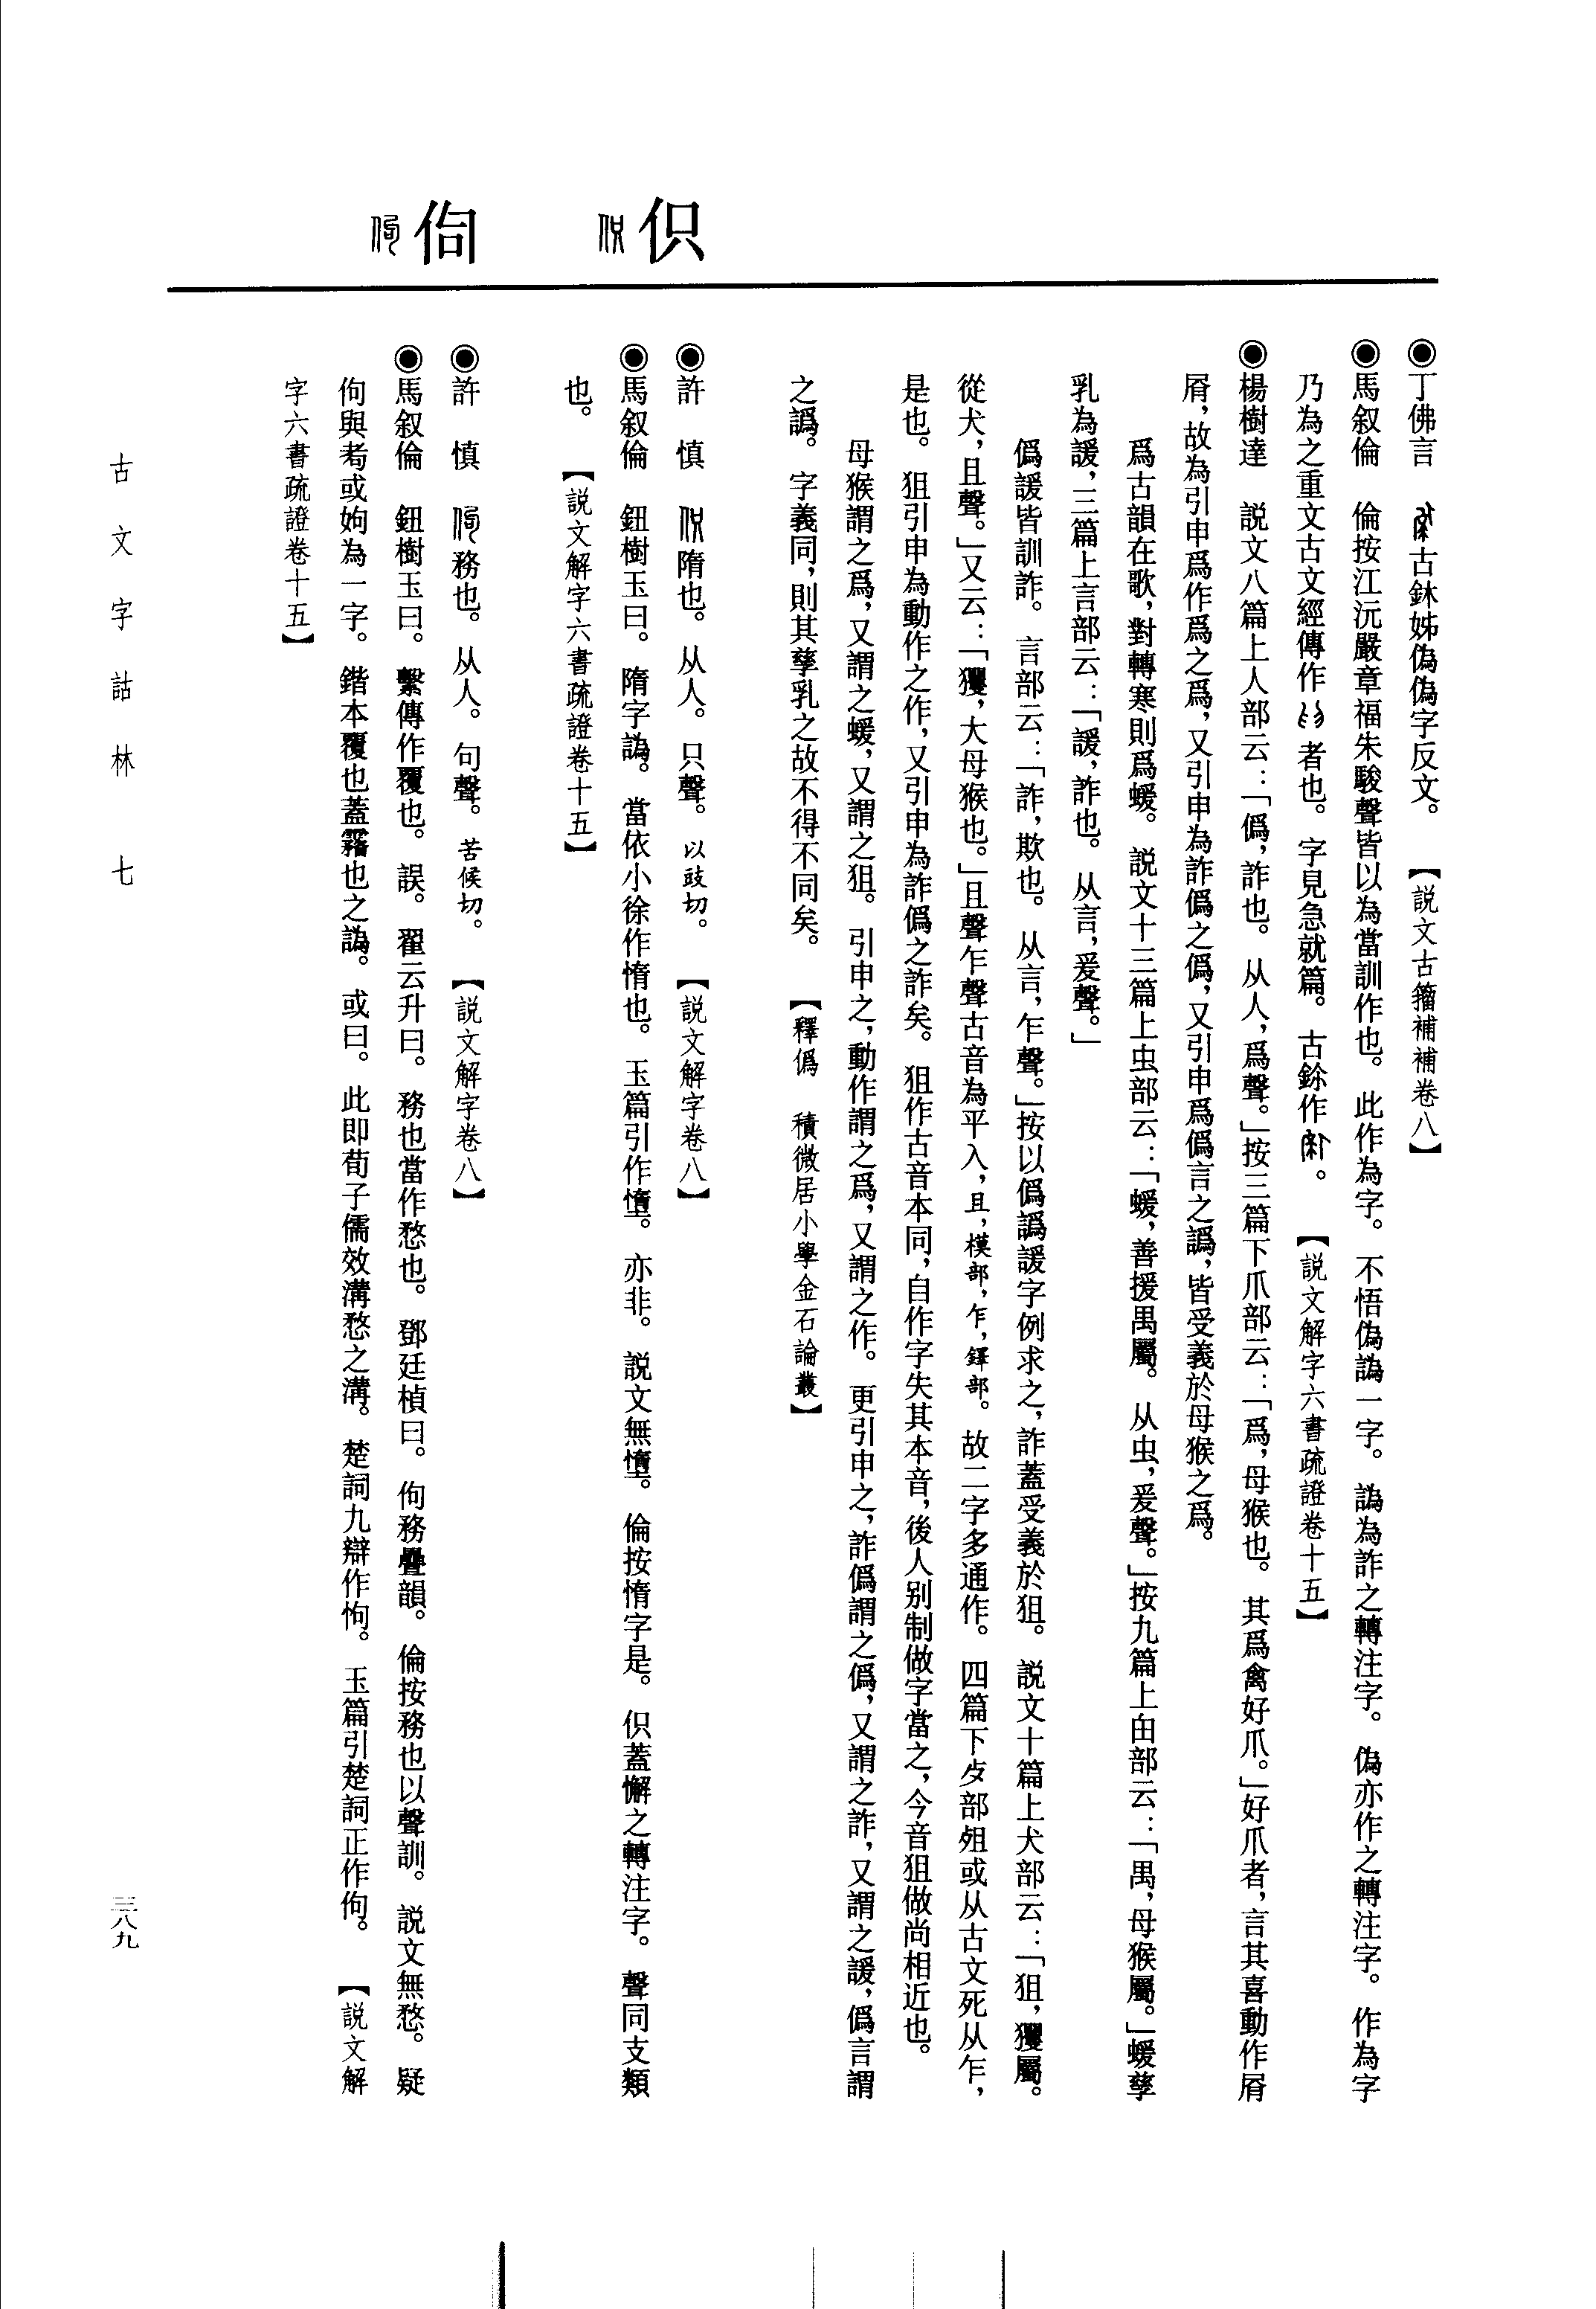 伿
佝
◉丁佛言 古鉥姊偽偽字反文。 【説文古籀補補卷八】
◉馬叙倫 倫按江沅嚴章福朱駿聲皆以為當訓作也。此作為字。不悟偽譌一字。譌為詐之轉注字。偽亦作之轉注字。作為字
乃為之重文古文經傳作 者也。字見急就篇。古鉩作 。 【説文解字六書疏證卷十五】
◉楊樹達 説文八篇上人部云：「僞，詐也。从人，爲聲。」按三篇下爪部云：「爲，母猴也。其爲禽好爪。」好爪者，言其喜動作屑
屑，故為引申爲作爲之爲，又引申為詐僞之僞，又引申爲僞言之譌，皆受義於母猴之爲。
爲古韻在歌，對轉寒則爲蝯。説文十三篇上虫部云：「蝯，善援禺屬。从虫，爰聲。」按九篇上甶部云：「禺，母猴屬。」蝯孳
乳為諼，三篇上言部云：「諼，詐也。从言，爰聲。」
僞諼皆訓詐。言部云：「詐，欺也。从言，乍聲。」按以僞譌諼字例求之，詐蓋受義於狙。説文十篇上犬部云：「狙，玃屬。
從犬，且聲。」又云：「玃，大母猴也。」且聲乍聲古音為平入，且，模部，乍，鐸部。故二字多通作。四篇下歺部殂或从古文死从乍，
是也。狙引申為動作之作，又引申為詐僞之詐矣。狙作古音本同，自作字失其本音，後人别制做字當之，今音狙做尚相近也。
母猴謂之爲，又謂之蝯，又謂之狙。引申之，動作謂之爲，又謂之作。更引申之，詐僞謂之僞，又謂之詐，又謂之諼，僞言謂
之譌。字義同，則其孳乳之故不得不同矣。 【釋僞 積微居小學金石論叢】
◉許 慎 隋也。从人。只聲。以豉切。 【説文解字卷八】
◉馬叙倫 鈕樹玉曰。隋字譌。當依小徐作惰也。玉篇引作墯。亦非。説文無墯。倫按惰字是。伿蓋懈之轉注字。聲同支類
也。 【説文解字六書疏證卷十五】
◉許 慎 務也。从人。句聲。苦候切。 【説文解字卷八】
◉馬叙倫 鈕樹玉曰。繫傳作覆也。誤。翟云升曰。務也當作愁也。鄧廷楨曰。佝務疊韻。倫按務也以聲訓。説文無愁。疑
佝與耇或姁為一字。鍇本覆也蓋霧也之譌。或曰。此即荀子儒效溝愁之溝。楚詞九辯作怐。玉篇引楚詞正作佝。 【説文解
字六書疏證卷十五】
古文字詁林 七
三八九